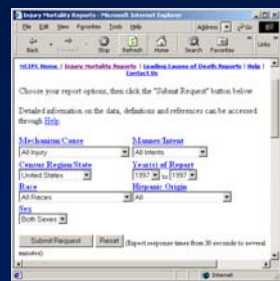 Injury Mortality Reports - Microsoft Internet Explorer
File Edit View Favorites Tools Help
Address Go
Back Forward Stop Refresh Home Search Favorites Links
NCIPC Home | Injury Mortality Reports | Leading Causes of Death Reports | Help |
Contact Us
Choose your report options, then click the "Submit Request" button below.
Detailed information on the data, definitions and references can be accessed
through Help.
Mechanism/Cause Manner/Intent
All Injury All Intents
Census Region/State Year(s) of Report
United States 1997 to 1997
Race Hispanic Origin
All Races All
Sex
Both Sexes
Submit Request Reset (Expect response times from 30 seconds to several
minutes)
Internet